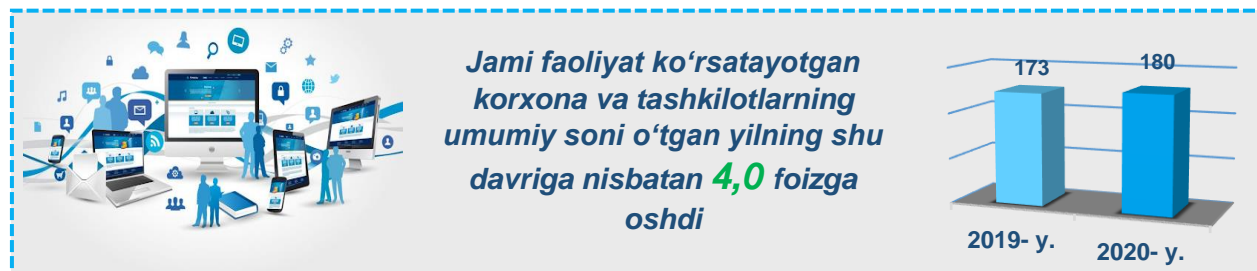 Jami faoliyat ko‘rsatayotgan
korxona va tashkilotlarning
umumiy soni o‘tgan yilning shu
davriga nisbatan 4,0 foizga
oshdi
173
180
2019- y.
2020- y.